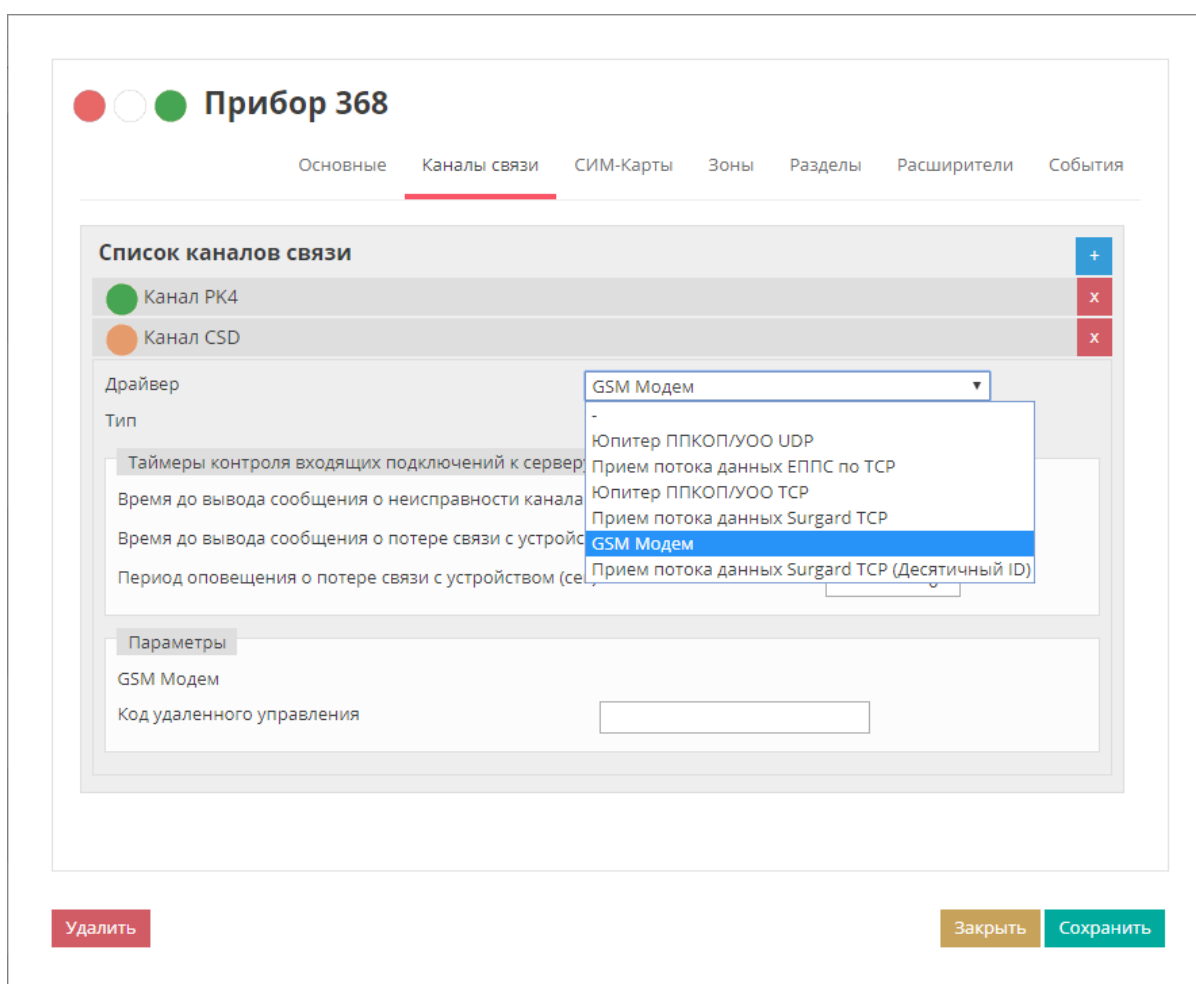 Прибор 368
Основные Каналы связи СИМ-Карты Зоны Разделы Расширители События
Список каналов связи +
Канал РК4 x
Канал CSD x
Драйвер GSM Модем
-
Тип
Юпитер ППКОП/УОО UDP
Таймеры контроля входящих подключений к серверу
Прием потока данных ЕППС по TCP
Юпитер ППКОП/УОО TCP
Время до вывода сообщения о неисправности канала
Прием потока данных Surgard TCP
Время до вывода сообщения о потере связи с
GSM Модем
Прием потока данных Surgard TCP (Десятичный ID)
Период оповещения о потере связи с устройством
Параметры
GSM Модем
Код удаленного управления
Удалить Закрыть Сохранить